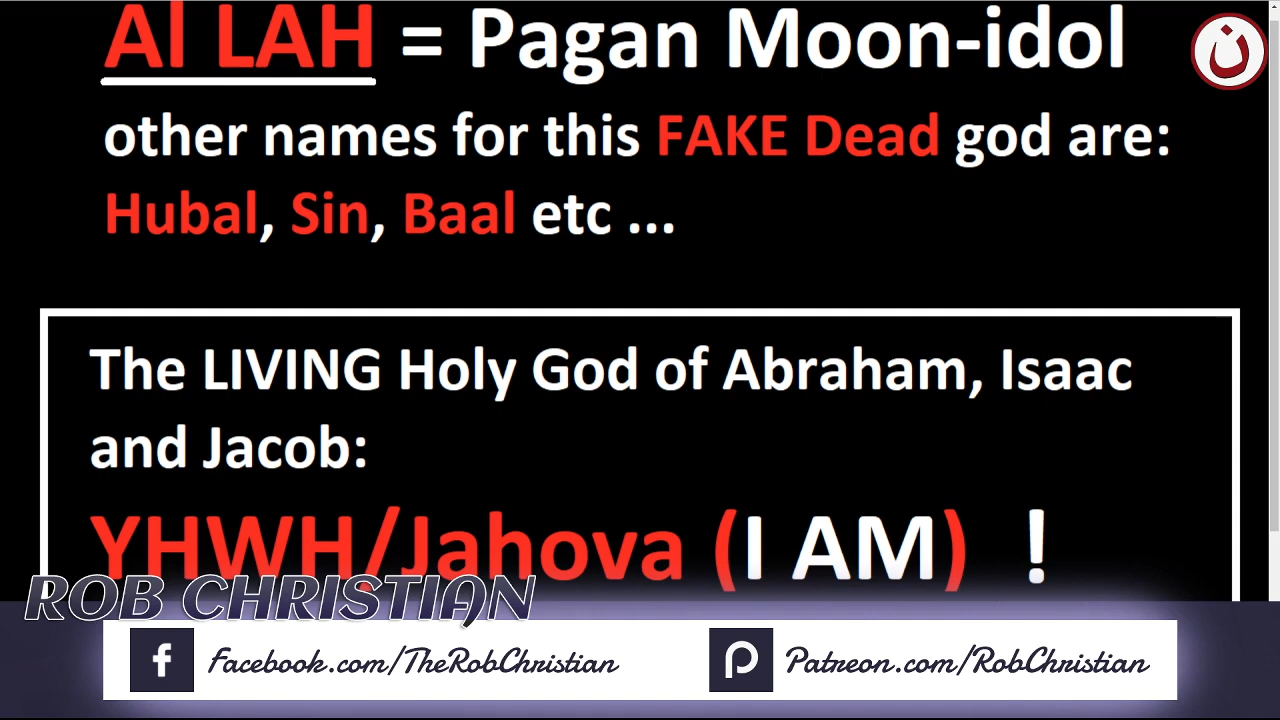 Al LAH = Pagan Moon-idol
other names for this FAKE Dead god are:
Hubal, Sin, Baal etc ...
The LIVING Holy God of Abraham, Isaac
and Jacob:
YHWH/Jahova (I AM) !
ROB CHRISTIAN
Facebook.com/TheRobChristian
Patreon.com/RobChristian
ن